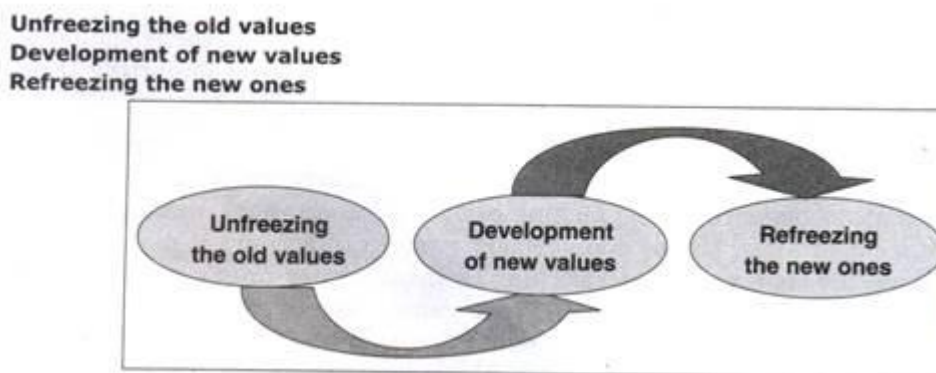 Unfreezing the old values
Development of new values
Refreezing the new ones
Unfreezing
the old values
Development
of new values
Refreezing
the new ones